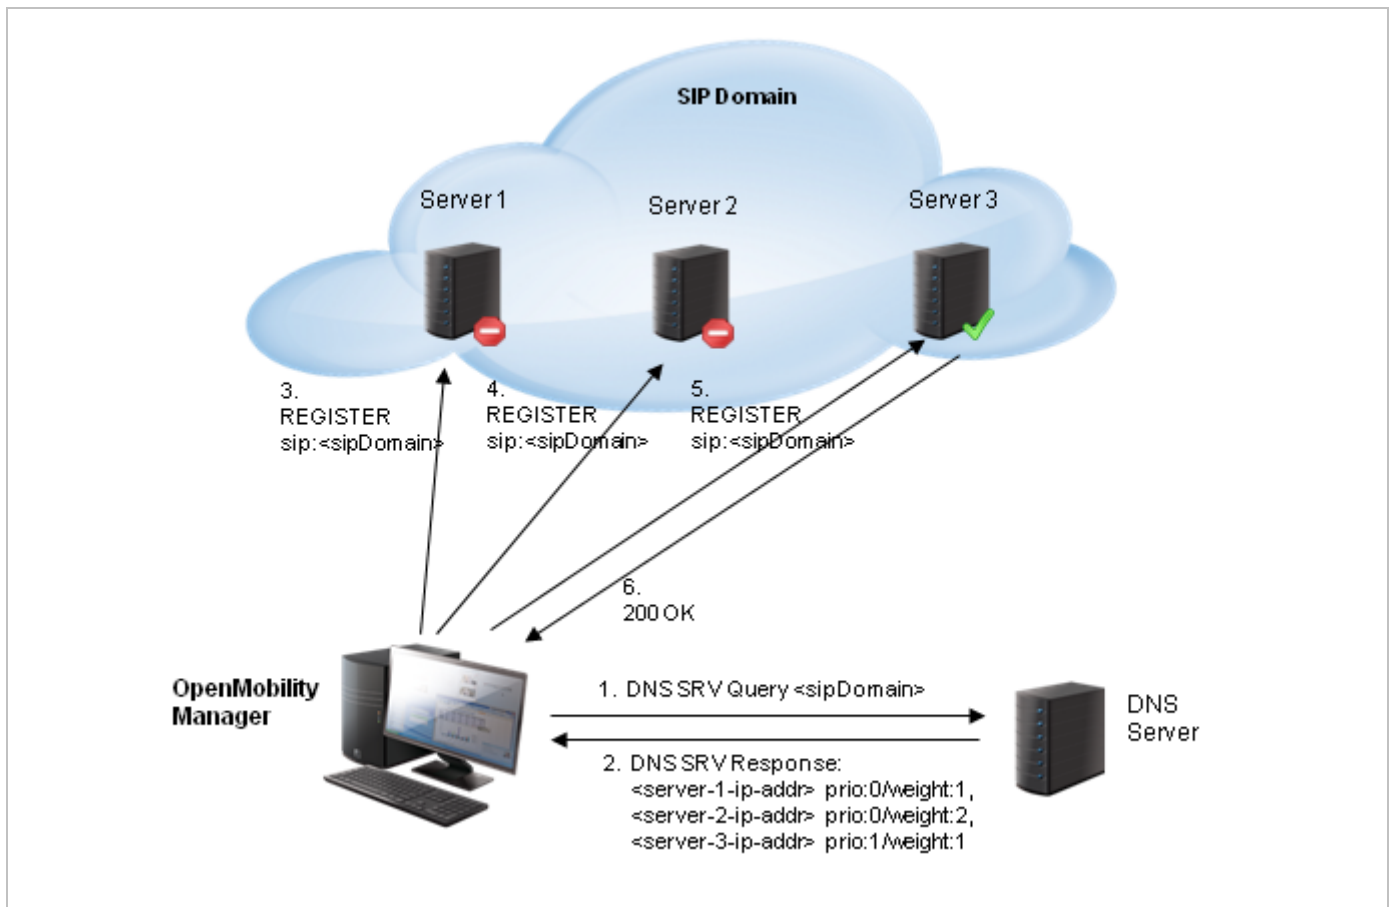 SIP Domain
Server 1
Server 2
Server 3
3.
REGISTER
sip:<sipDomain>
4.
REGISTER
sip:<sipDomain>
5.
REGISTER
sip:<sipDomain>
6.
200 OK
OpenMobility
Manager
1. DNS SRV Query <sipDomain>
DNS
Server
2. DNS SRV Response:
<server-1-ip-addr> prio:0/weight:1,
<server-2-ip-addr> prio:0/weight:2,
<server-3-ip-addr> prio:1/weight:1